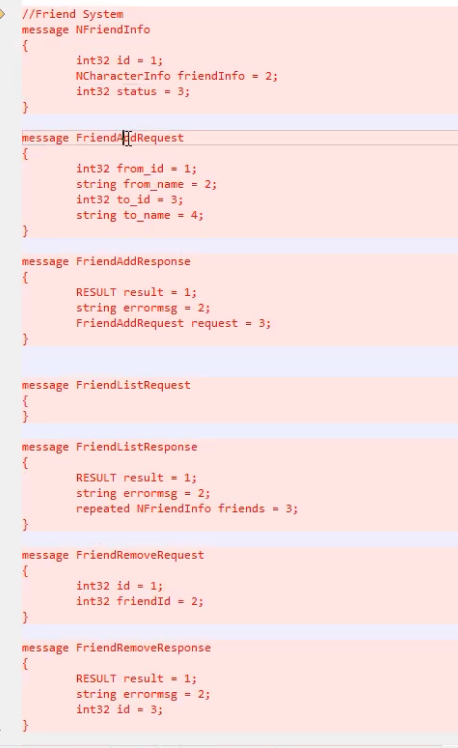 //Friend System
message NFriendInfo
{
int32 id = 1;
NCharacterInfo friendInfo = 2;
int32 status = 3;
}
message FriendAddRequest
{
int32 from_id = 1;
string from_name = 2;
int32 to_id = 3;
string to_name = 4;
}
message FriendAddResponse
{
RESULT result = 1;
string errormsg = 2;
FriendAddRequest request = 3;
}
message FriendListRequest
{
}
message FriendListResponse
{
RESULT result = 1;
string errormsg = 2;
repeated NFriendInfo friends = 3;
}
message FriendRemoveRequest
{
int32 id = 1;
int32 friendId = 2;
}
message FriendRemoveResponse
{
RESULT result = 1;
string errormsg = 2;
int32 id = 3;
}